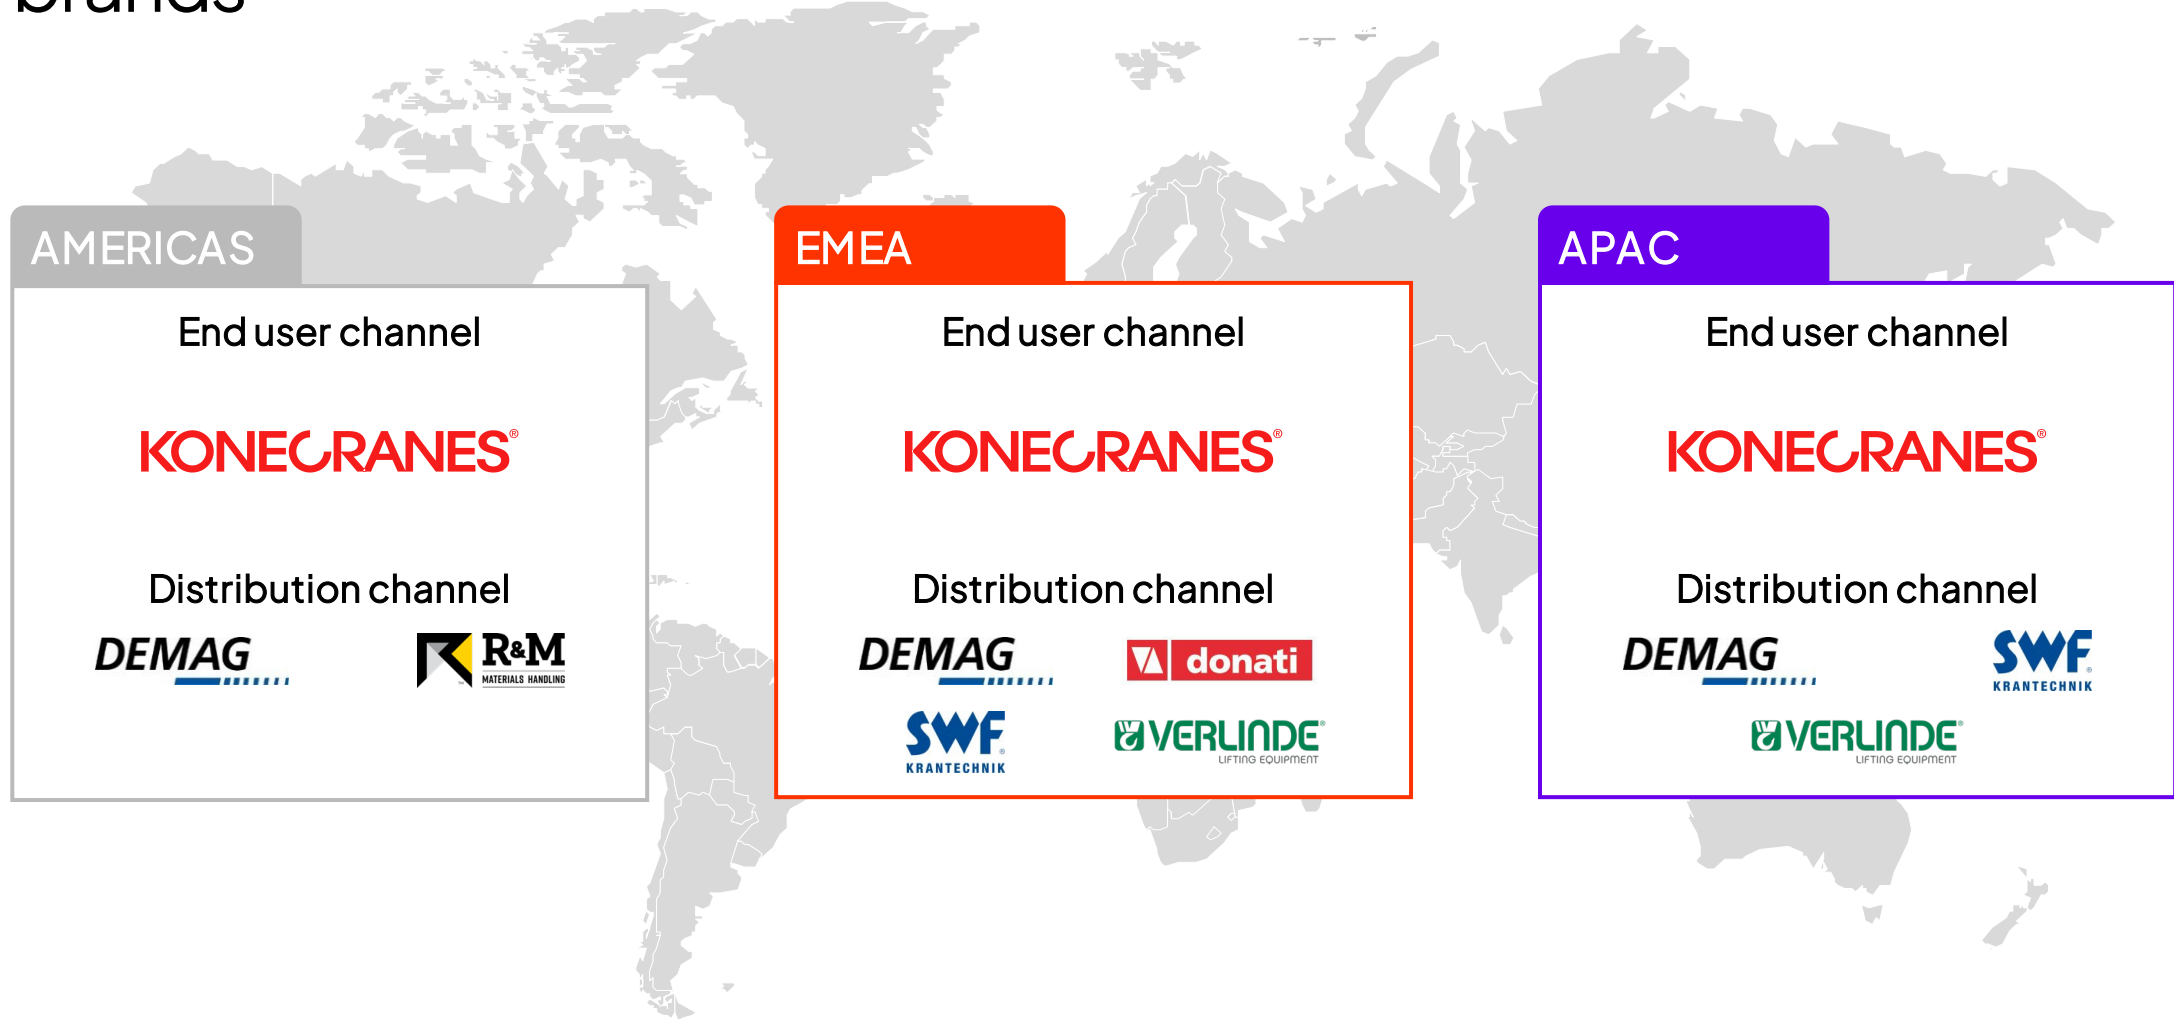 brands
AMERICAS
End user channel
KONECRANES®
Distribution channel
DEMAG
R&M
MATERIALS HANDLING
EMEA
End user channel
KONECRANES®
Distribution channel
DEMAG
donati
SWF®
KRANTECHNIK
VERLINDE®
LIFTING EQUIPMENT
APAC
End user channel
KONECRANES®
Distribution channel
DEMAG
SWF®
KRANTECHNIK
VERLINDE®
LIFTING EQUIPMENT